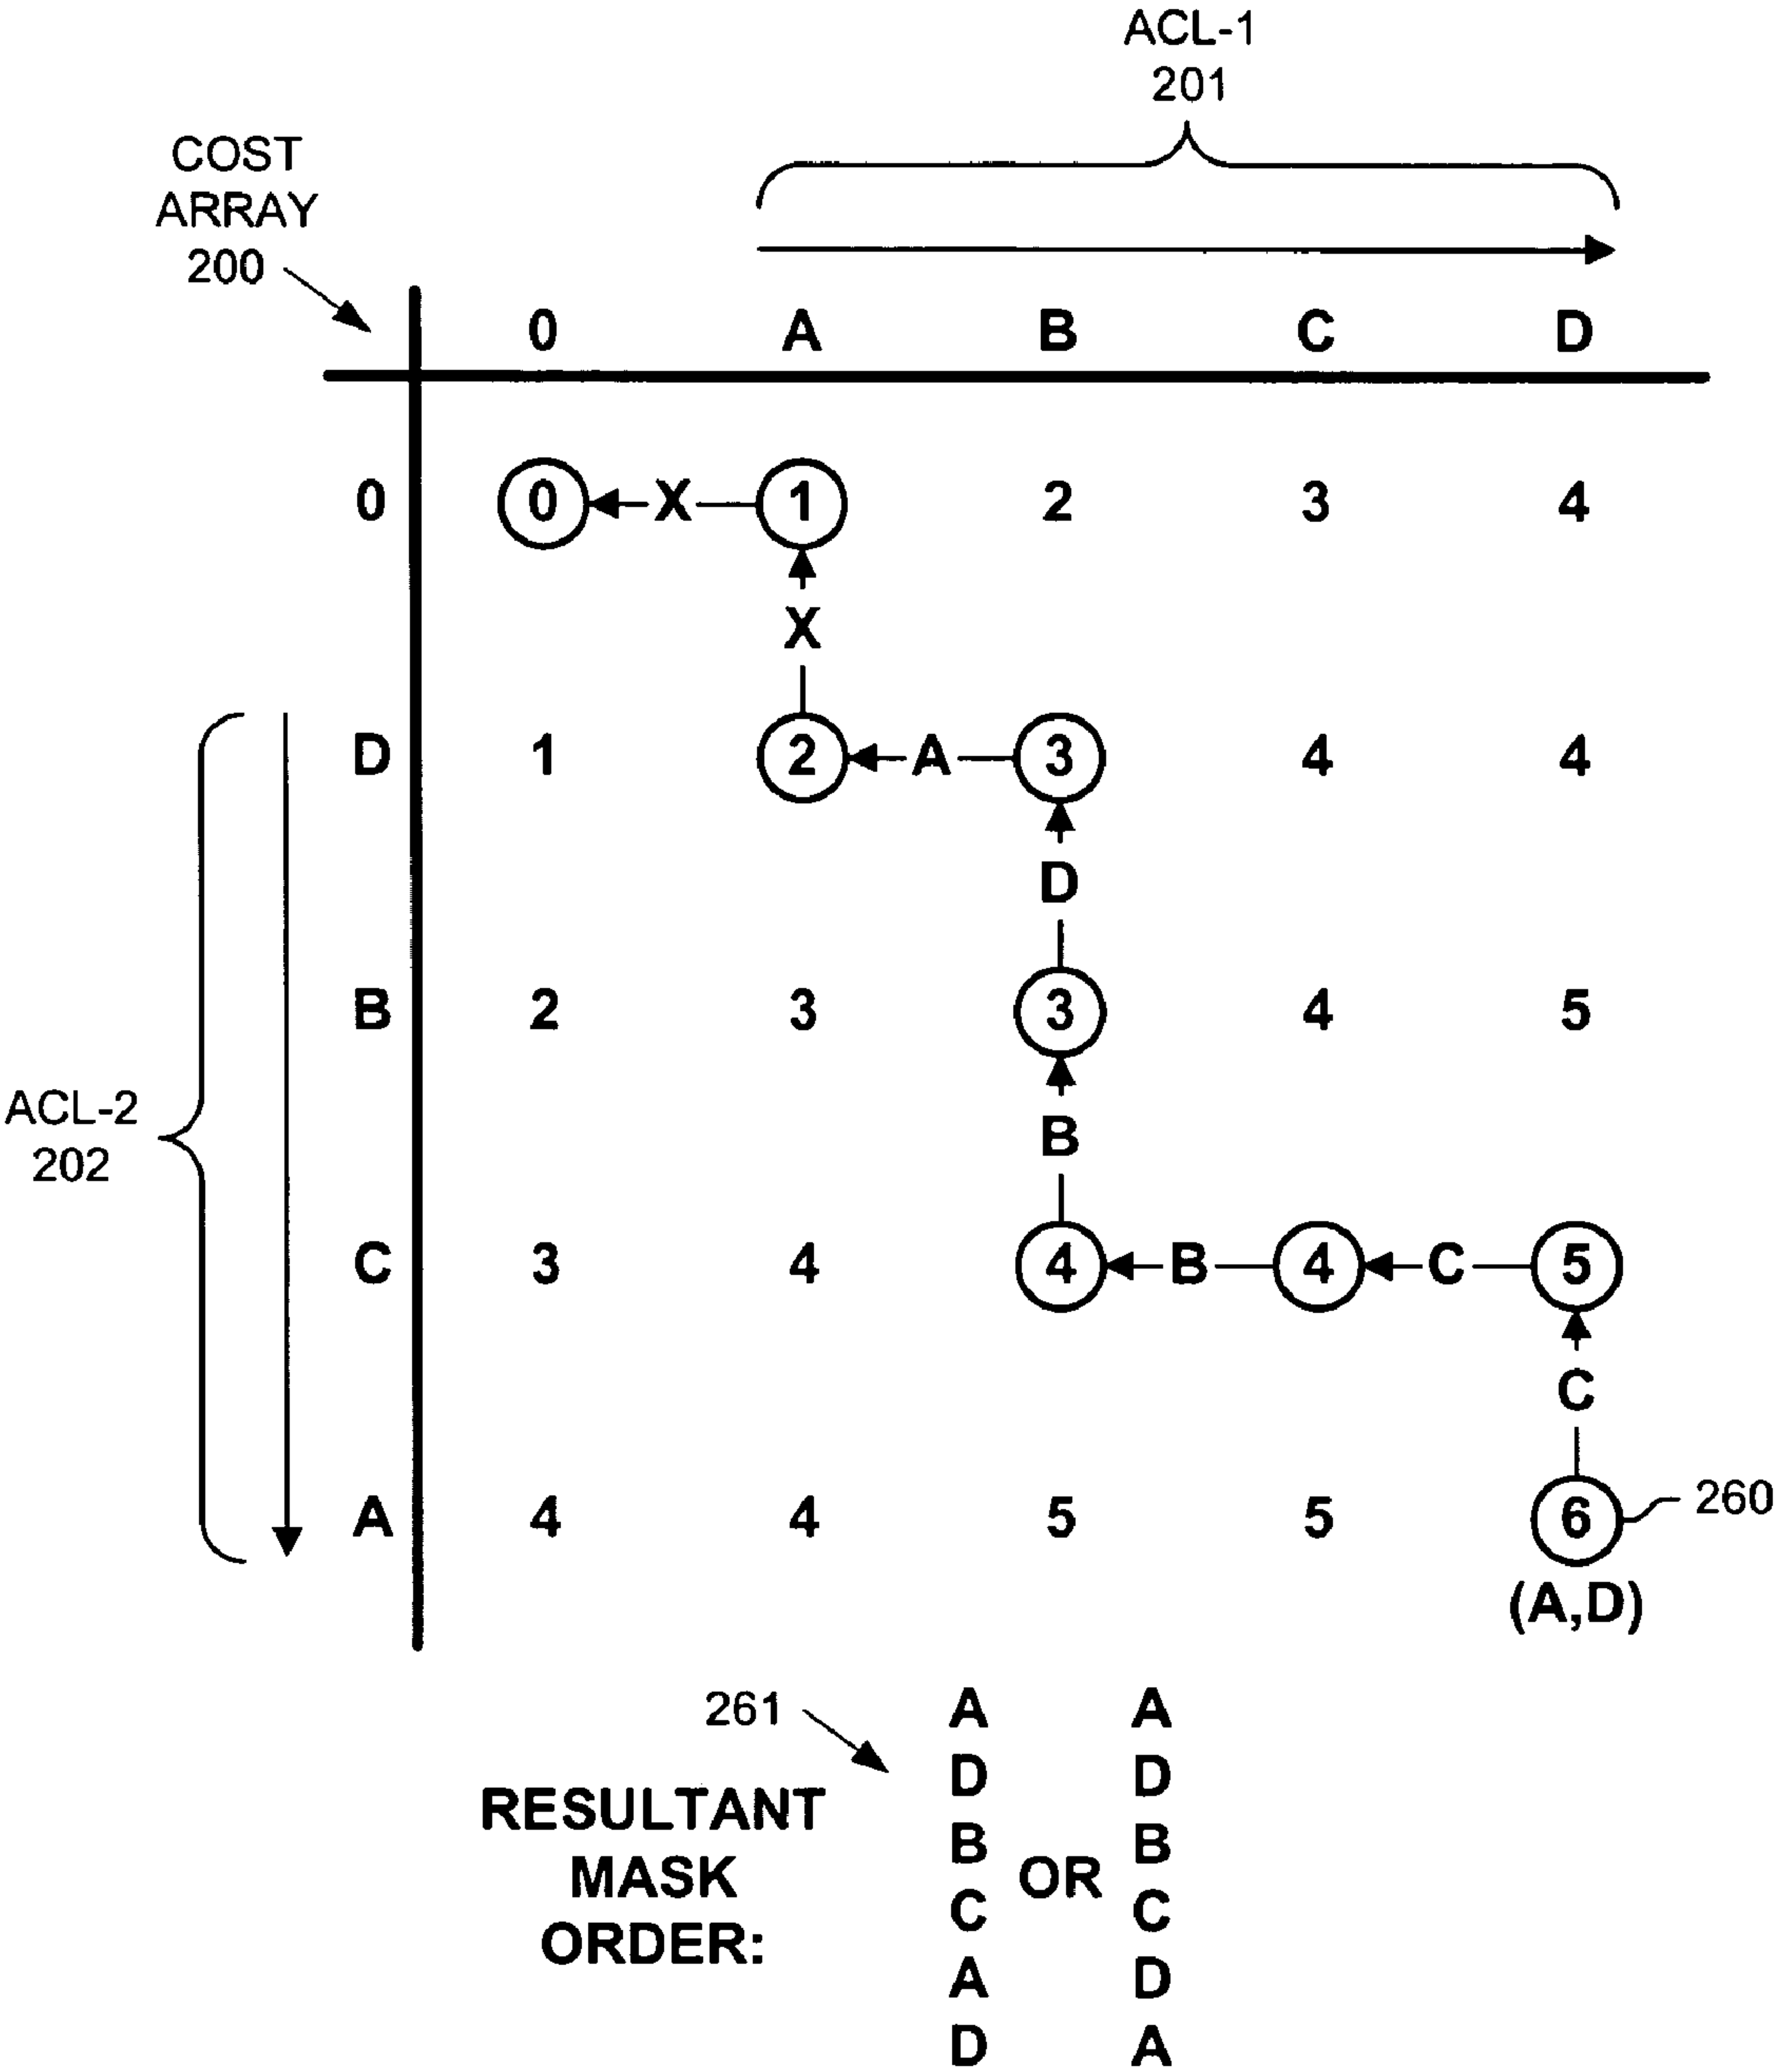 ACL-1
201
COST
ARRAY
200
0 A B C D
0 0 X 1 2 3 4
X
D 1 2 A 3 4 4
D
B 2 3 3 4 5
B
ACL-2
202
C 3 4 4 B 4 C 5
C
A 4 4 5 5 6 260
(A,D)
261
A A
D D
RESULTANT
B B
MASK OR
C C
ORDER:
A D
D A